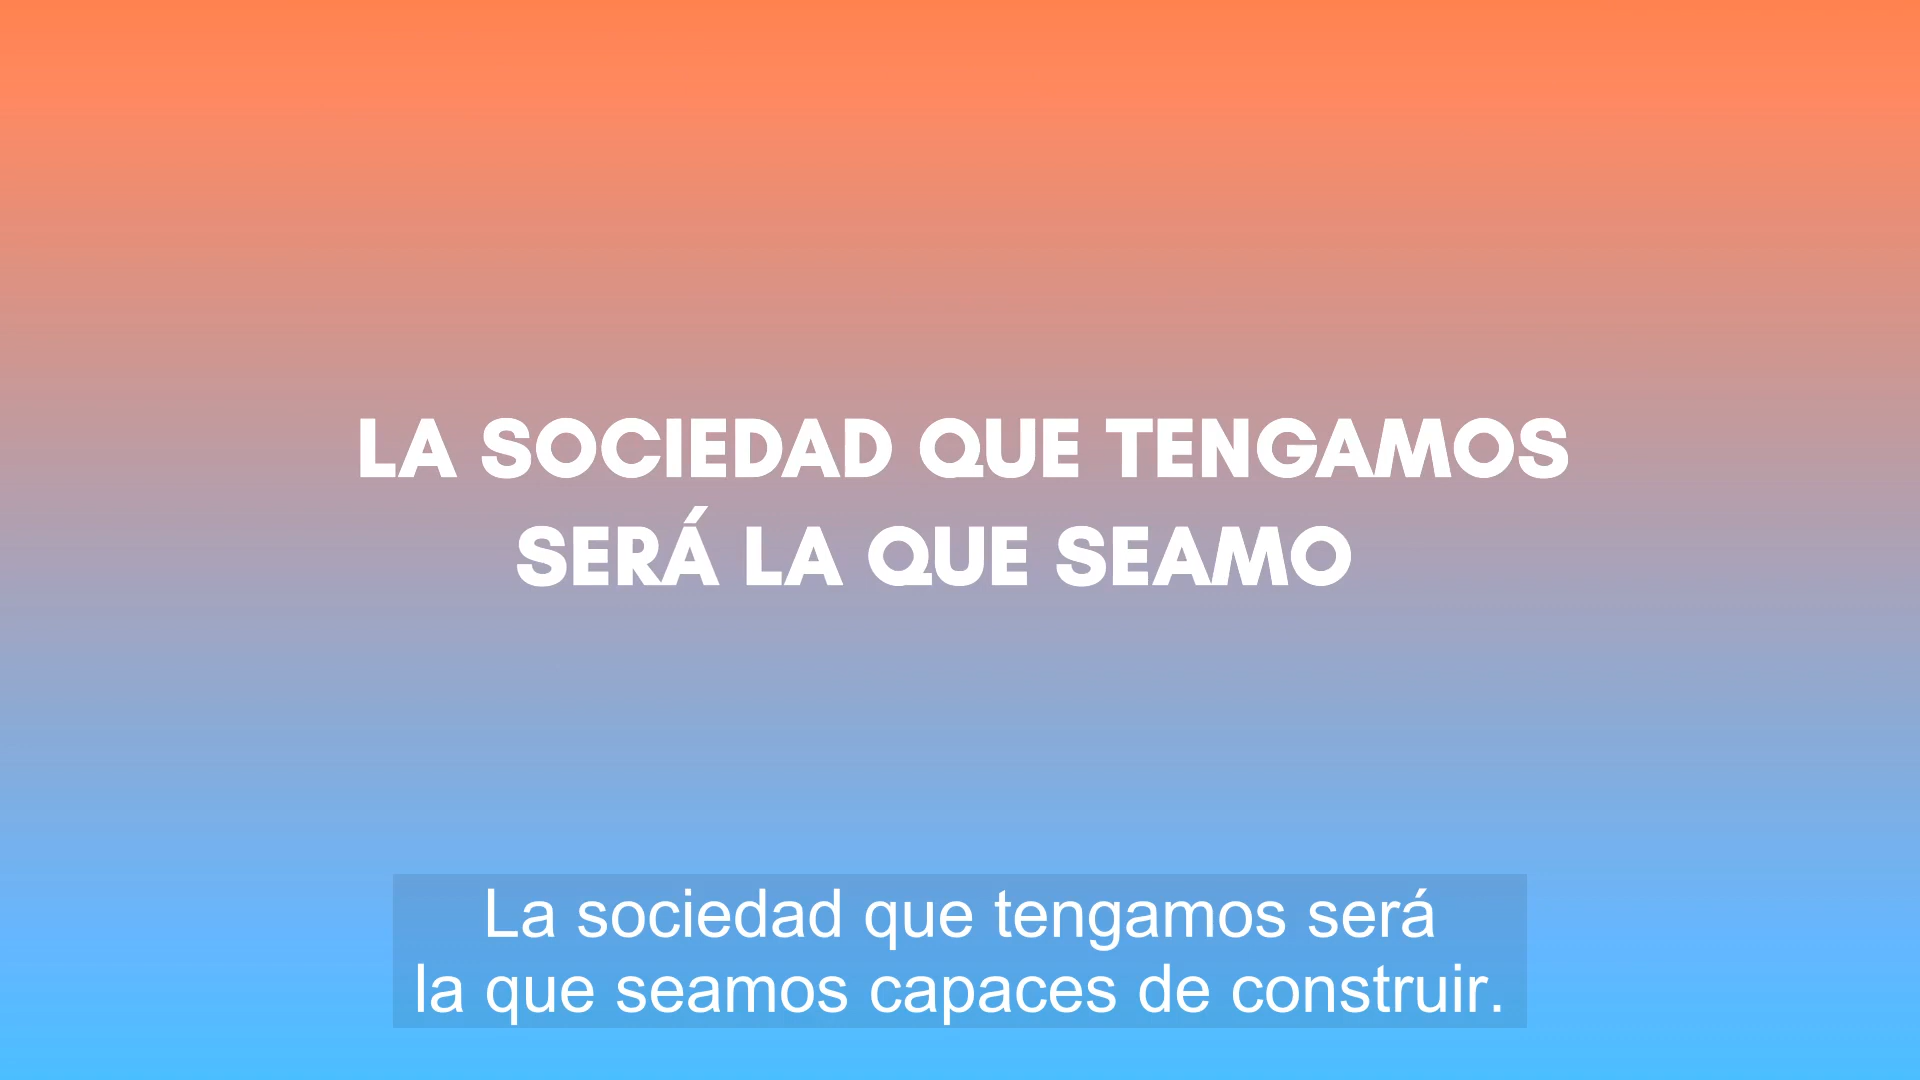 LA SOCIEDAD QUE TENGAMOS
SERÁ LA QUE SEAMO
La sociedad que tengamos será
la que seamos capaces de construir.